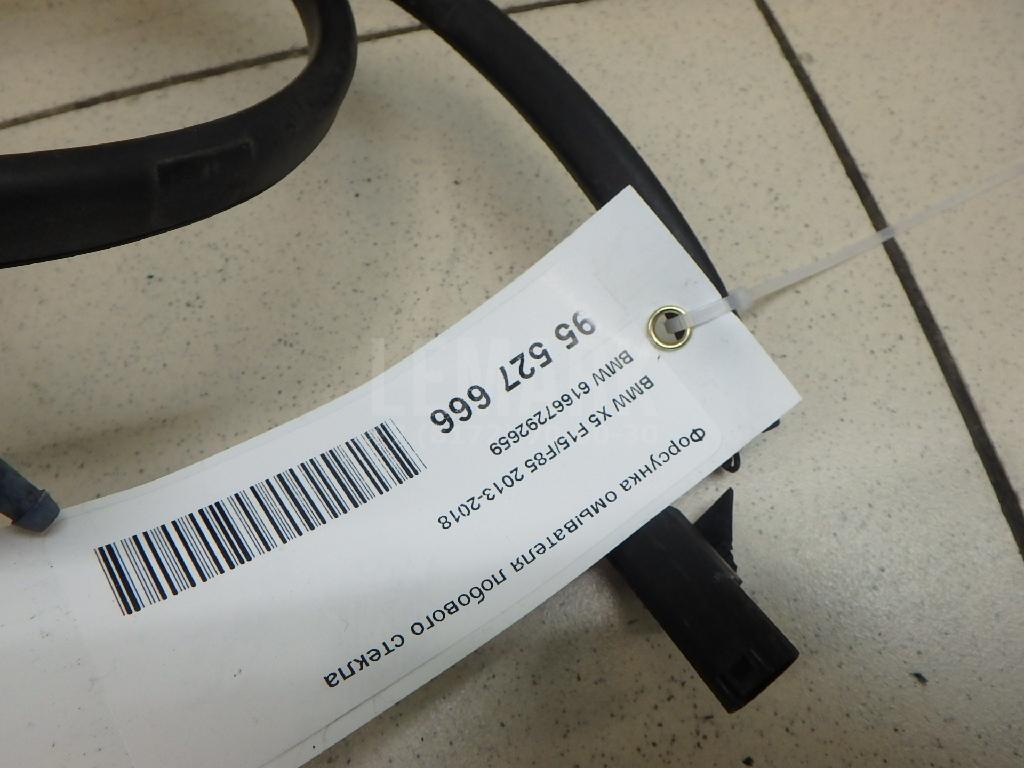 Форсунка омывателя лобового стекла
BMW X5 F15/F85 2013-2018
BMW 61667292659
95 527 666